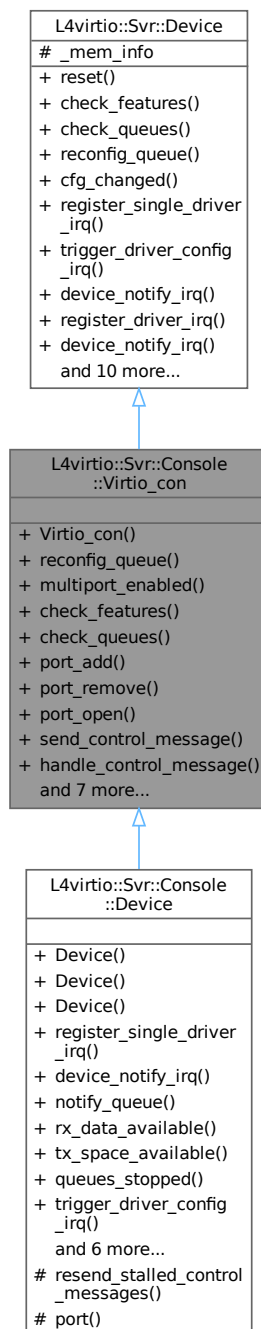 L4virtio::Svr::Device
# _mem_info
+ reset()
+ check_features()
+ check_queues()
+ reconfig_queue()
+ cfg_changed()
+ register_single_driver
_irq()
+ trigger_driver_config
_irq()
+ device_notify_irq()
+ register_driver_irq()
+ device_notify_irq()
and 10 more...
L4virtio::Svr::Console
::Virtio_con
+ Virtio_con()
+ reconfig_queue()
+ multiport_enabled()
+ check_features()
+ check_queues()
+ port_add()
+ port_remove()
+ port_open()
+ send_control_message()
+ handle_control_message()
and 7 more...
L4virtio::Svr::Console
::Device
+ Device()
+ Device()
+ Device()
+ register_single_driver
_irq()
+ device_notify_irq()
+ notify_queue()
+ rx_data_available()
+ tx_space_available()
+ queues_stopped()
+ trigger_driver_config
_irq()
and 6 more...
# resend_stalled_control
_messages()
# port()